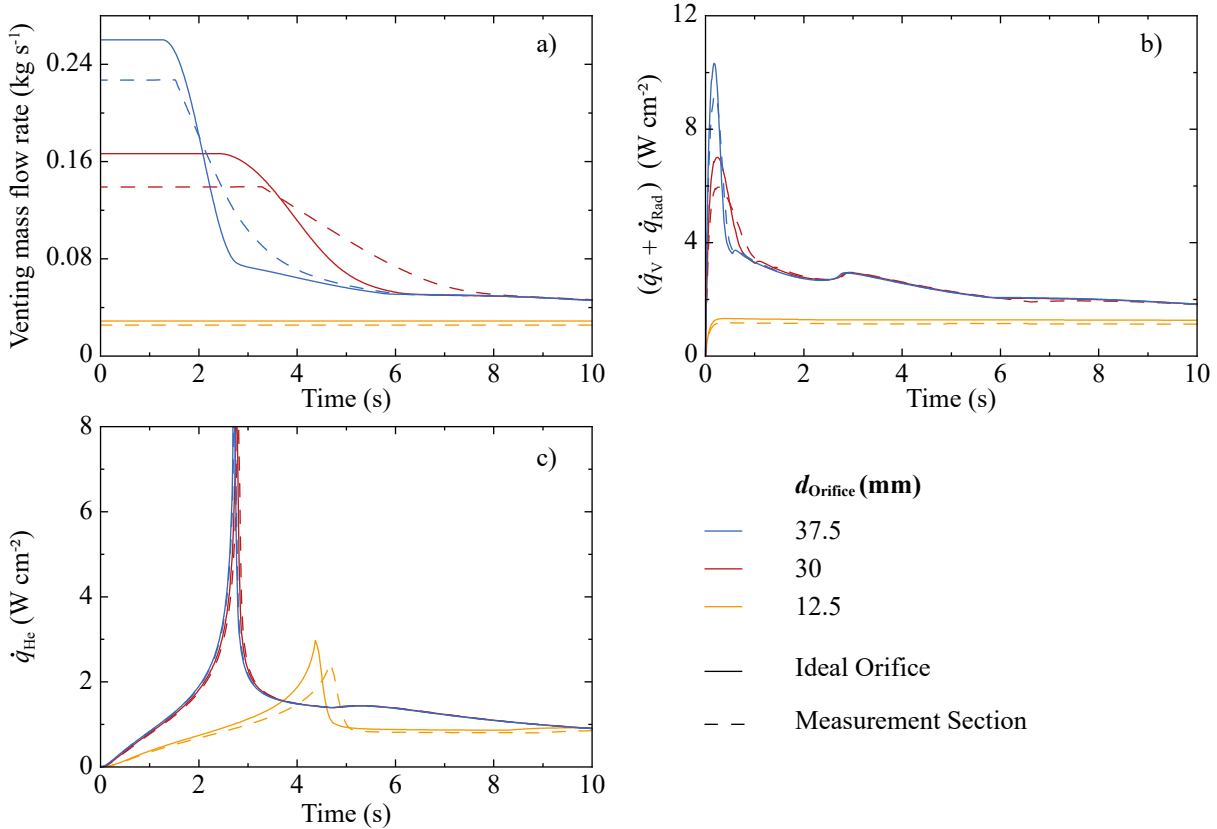 a)
Venting mass flow rate (kg s⁻¹)
0.24
0.16
0.08
0
0 2 4 6 8 10
Time (s)
b)
(q̇V + q̇Rad) (W cm⁻²)
12
8
4
0
0 2 4 6 8 10
Time (s)
c)
q̇He (W cm⁻²)
8
6
4
2
0
0 2 4 6 8 10
Time (s)
dOrifice (mm)
37.5
30
12.5
Ideal Orifice
Measurement Section